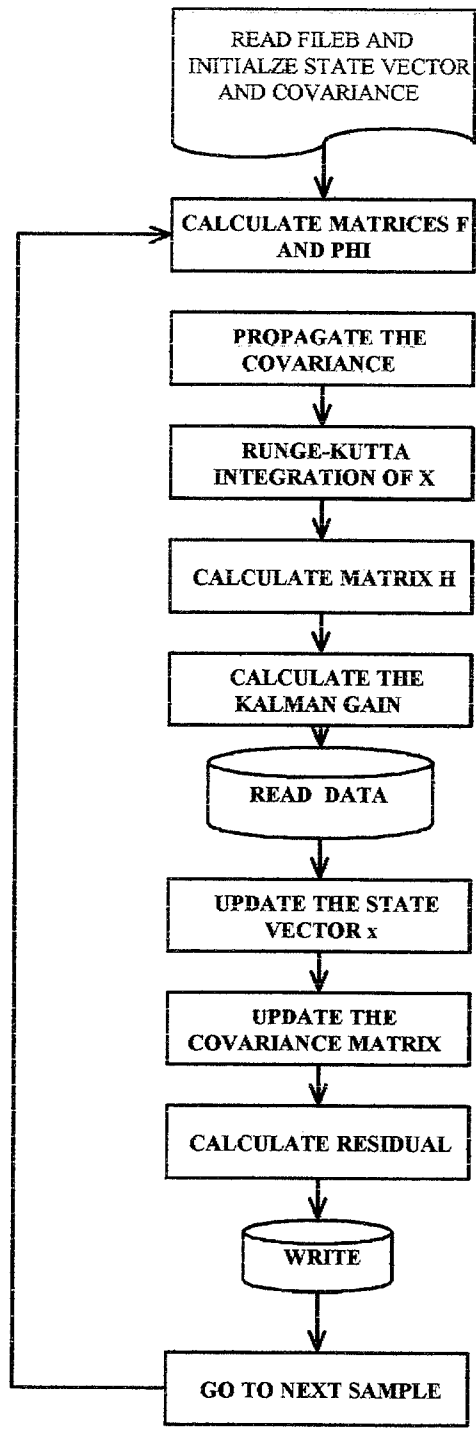 READ FILEB AND
INITIALZE STATE VECTOR
AND COVARIANCE
CALCULATE MATRICES F
AND PHI
PROPAGATE THE
COVARIANCE
RUNGE-KUTTA
INTEGRATION OF X
CALCULATE MATRIX H
CALCULATE THE
KALMAN GAIN
READ DATA
UPDATE THE STATE
VECTOR x
UPDATE THE
COVARIANCE MATRIX
CALCULATE RESIDUAL
WRITE
GO TO NEXT SAMPLE